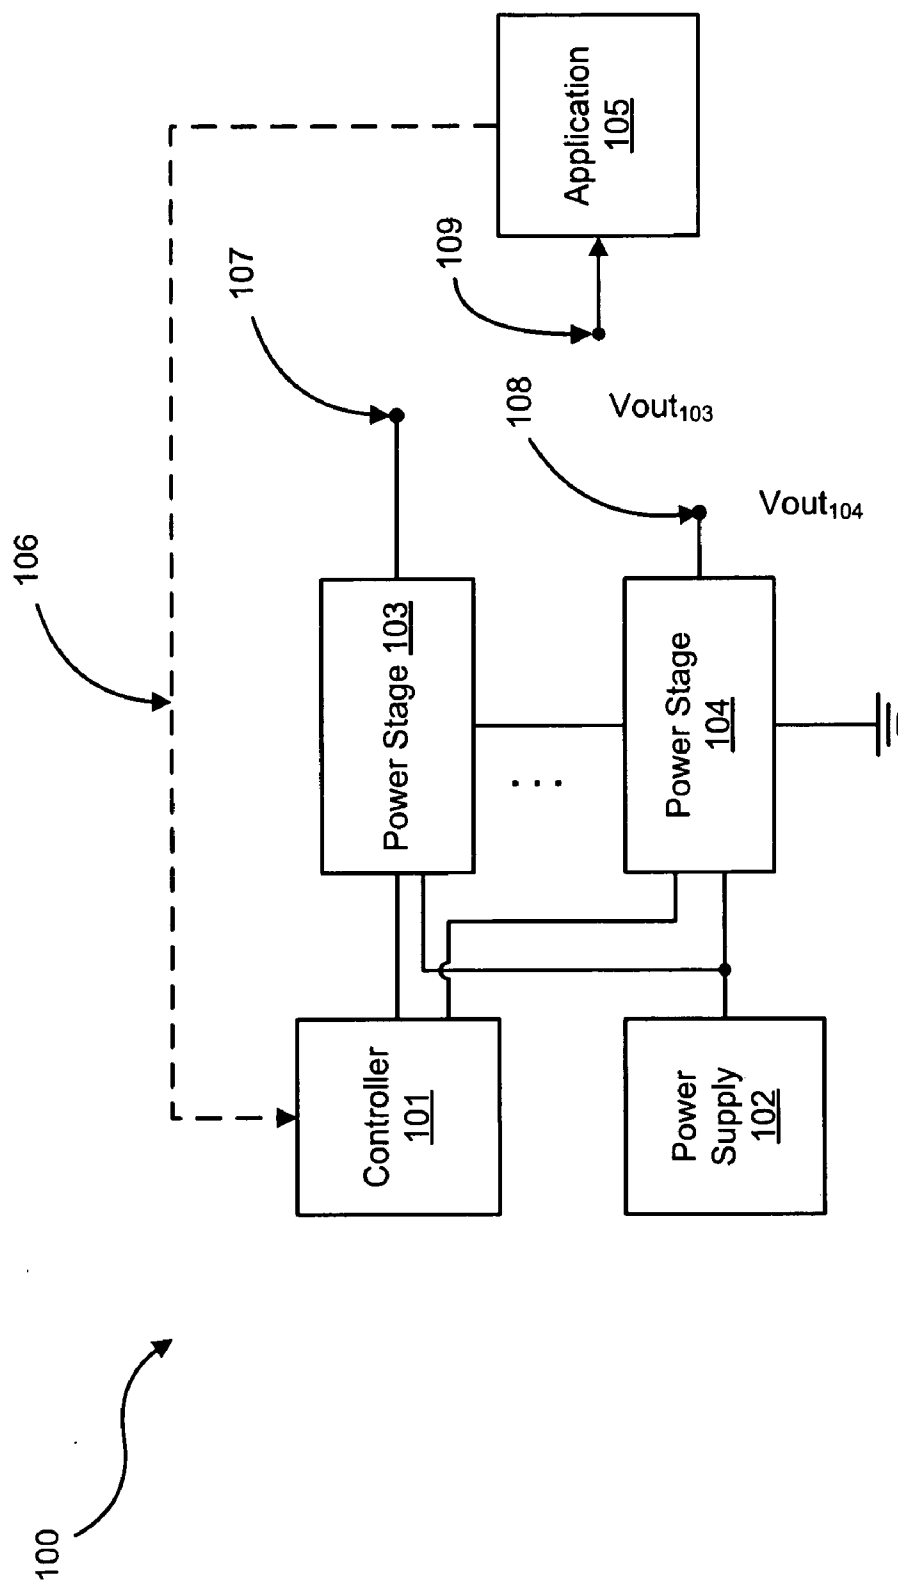 100
106
107
109
108
Controller
101
Power Stage 103
Application
105
...
Vout103
Power
Supply
102
Power Stage
104
Vout104